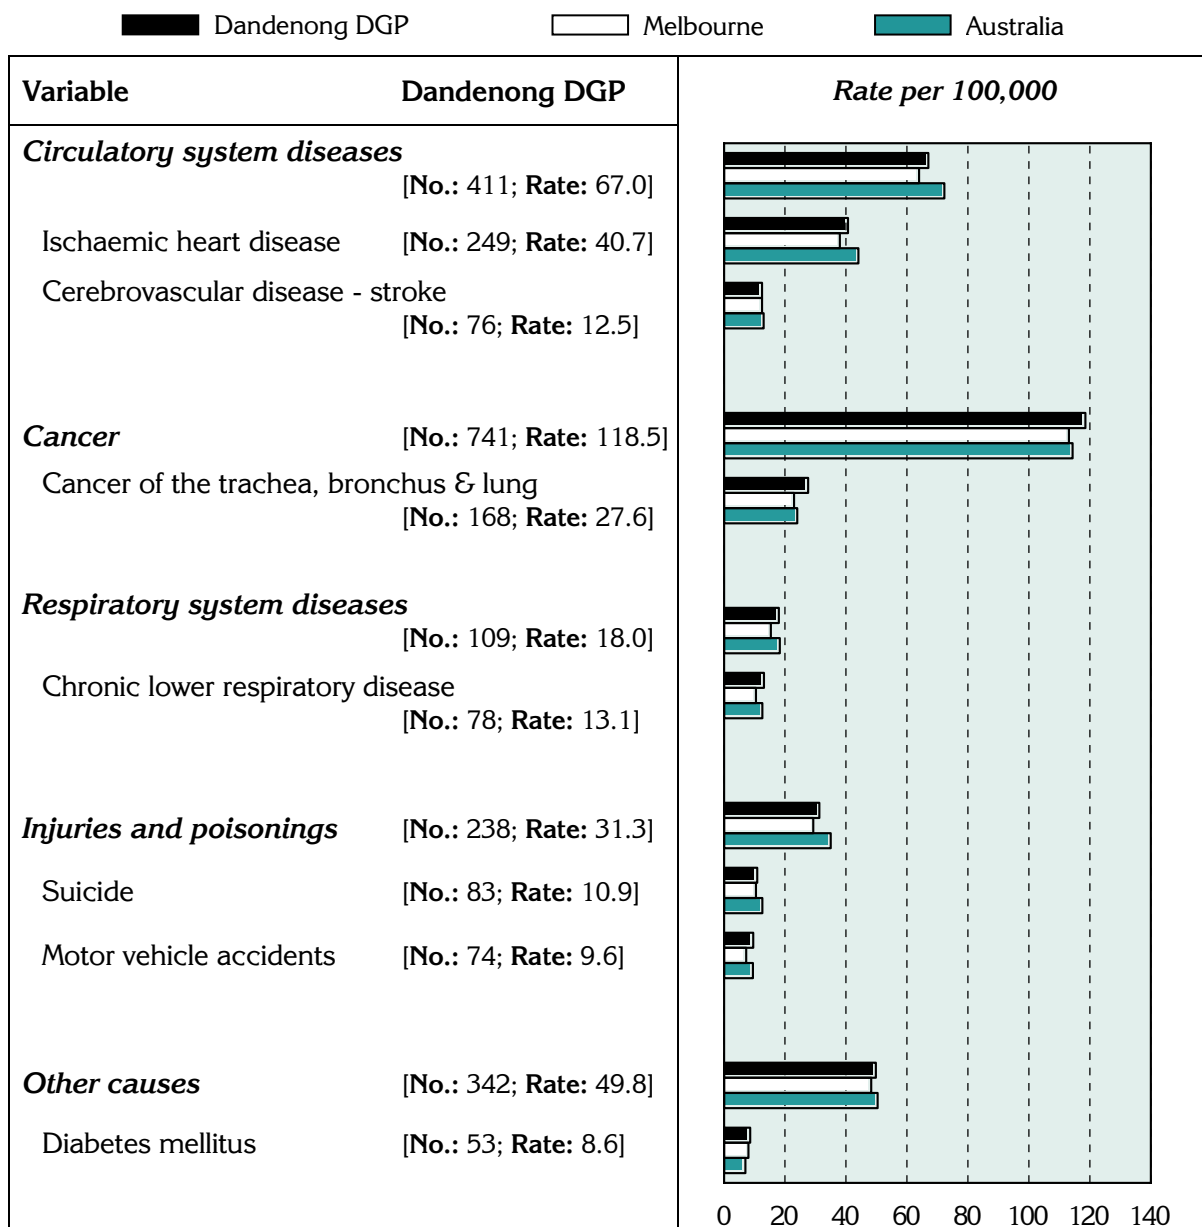 Dandenong DGP Melbourne Australia
Variable Dandenong DGP Rate per 100,000
Circulatory system diseases
[No.: 411; Rate: 67.0]
Ischaemic heart disease [No.: 249; Rate: 40.7]
Cerebrovascular disease - stroke
[No.: 76; Rate: 12.5]
Cancer [No.: 741; Rate: 118.5]
Cancer of the trachea, bronchus & lung
[No.: 168; Rate: 27.6]
Respiratory system diseases
[No.: 109; Rate: 18.0]
Chronic lower respiratory disease
[No.: 78; Rate: 13.1]
Injuries and poisonings [No.: 238; Rate: 31.3]
Suicide [No.: 83; Rate: 10.9]
Motor vehicle accidents [No.: 74; Rate: 9.6]
Other causes [No.: 342; Rate: 49.8]
Diabetes mellitus [No.: 53; Rate: 8.6]
0 20 40 60 80 100 120 140